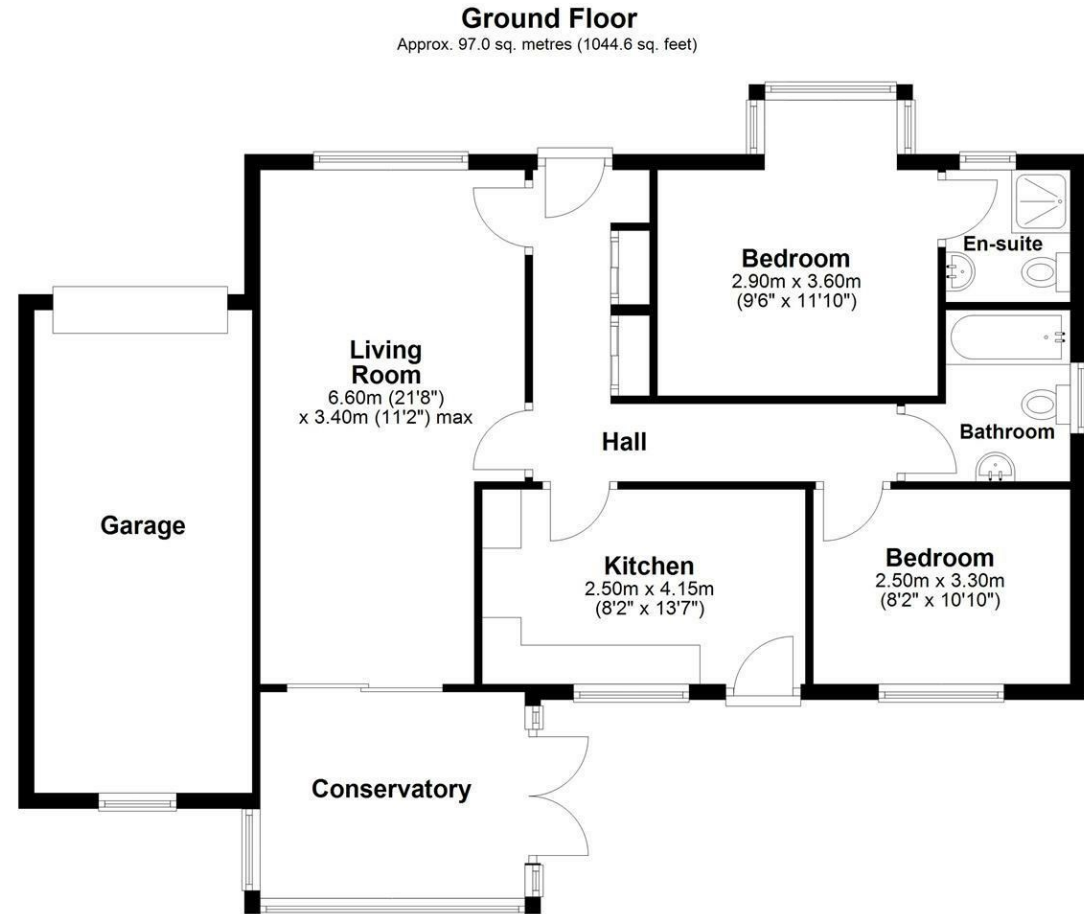 Ground Floor
Approx. 97.0 sq. metres (1044.6 sq. feet)
Living
Room
6.60m (21'8")
x 3.40m (11'2") max
Bedroom
2.90m x 3.60m
(9'6" x 11'10")
En-suite
Bathroom
Hall
Garage
Kitchen
2.50m x 4.15m
(8'2" x 13'7")
Bedroom
2.50m x 3.30m
(8'2" x 10'10")
Conservatory